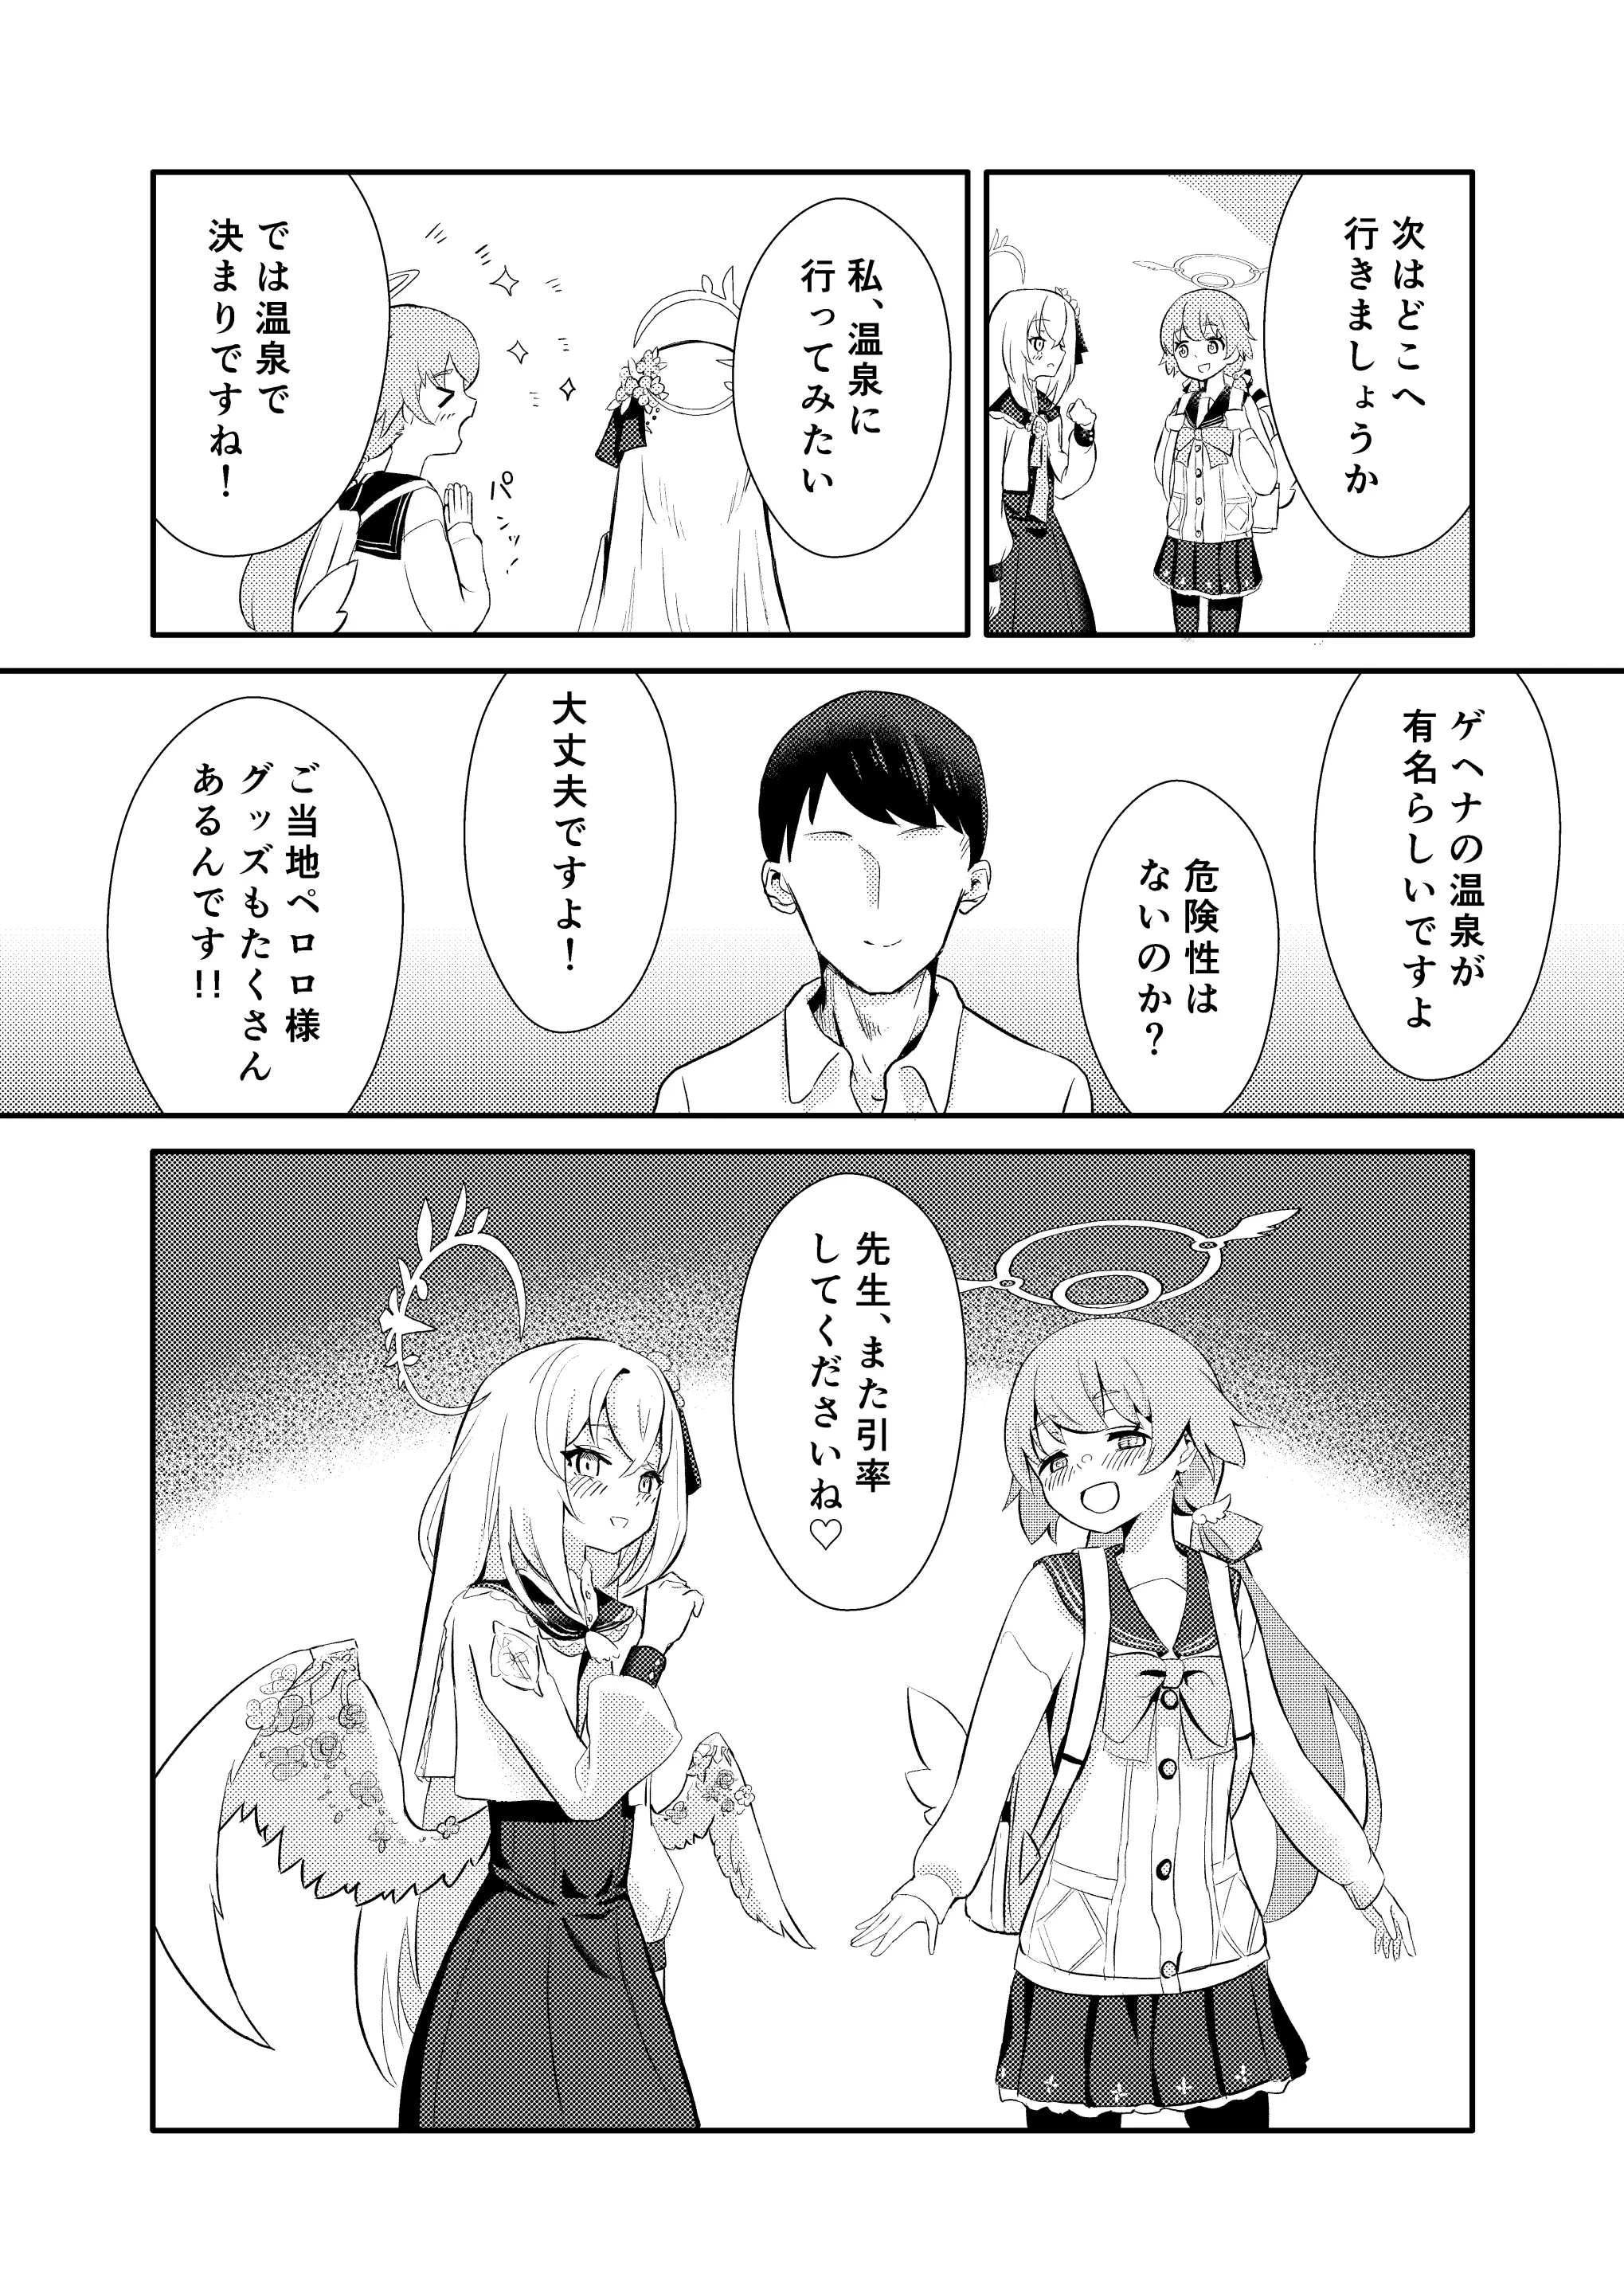 次はどこへ
行きましょうか
私、温泉に
行ってみたい
パンッ
では温泉で
決まりですね！
ゲヘナの温泉が
有名らしいですよ
危険性は
ないのか？
大丈夫ですよ！
ご当地ペロロ様
グッズもたくさん
あるんです!!
先生、また引率
してくださいね♡